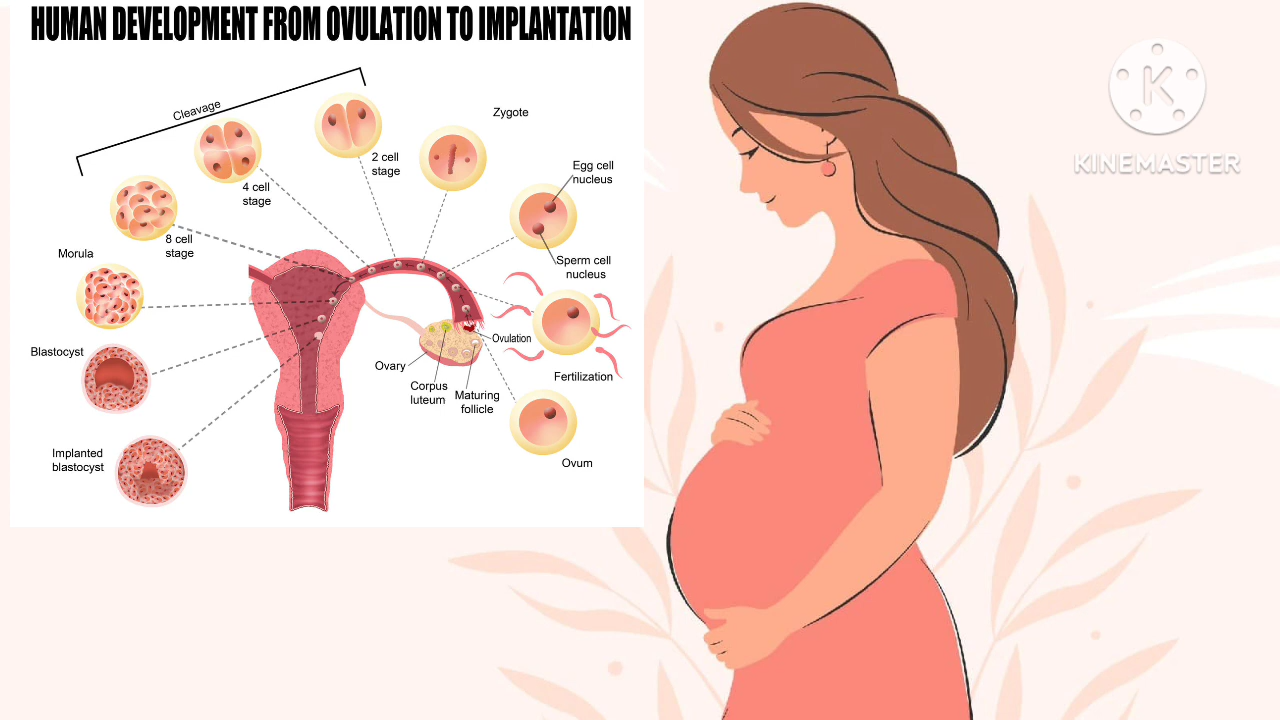 HUMAN DEVELOPMENT FROM OVULATION TO IMPLANTATION
Cleavage
Zygote
2 cell
stage
Egg cell
nucleus
4 cell
stage
8 cell
stage
Morula
Sperm cell
nucleus
Blastocyst
Ovulation
Ovary
Fertilization
Corpus
luteum
Maturing
follicle
Implanted
blastocyst
Ovum
K
KINEMASTER